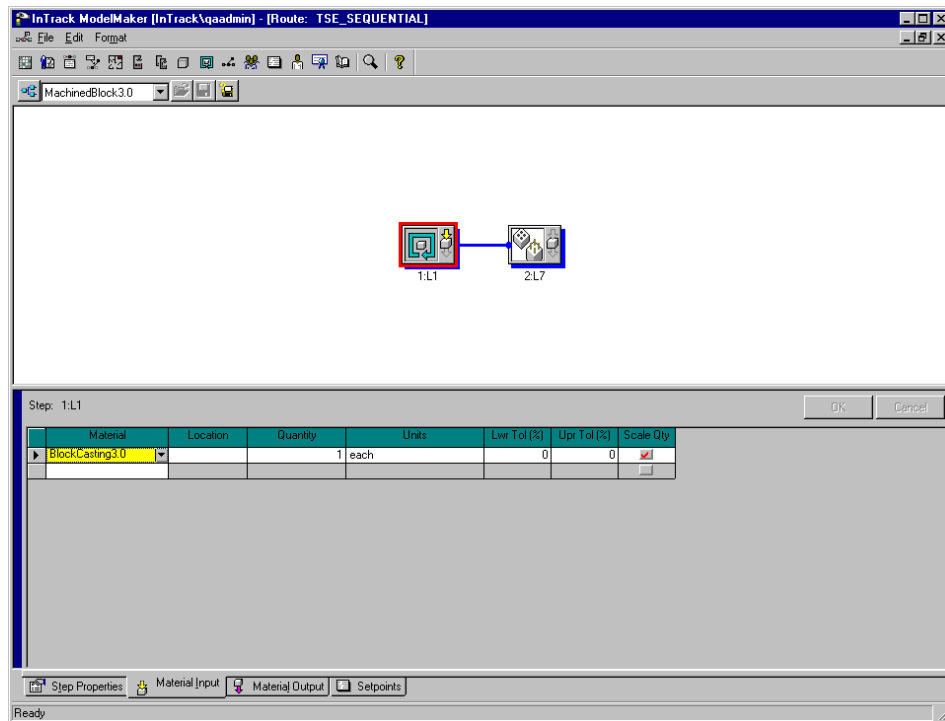 InTrack ModelMaker [InTrack\qaadmin] - [Route: TSE_SEQUENTIAL]
File Edit Format
MachinedBlock3.0
1:L1 2:L7
Step: 1:L1 OK Cancel
Material Location Quantity Units Lwr Tol (%) Upr Tol (%) Scale Qty
BlockCasting3.0 1 each 0 0
Step Properties Material Input Material Output Setpoints
Ready